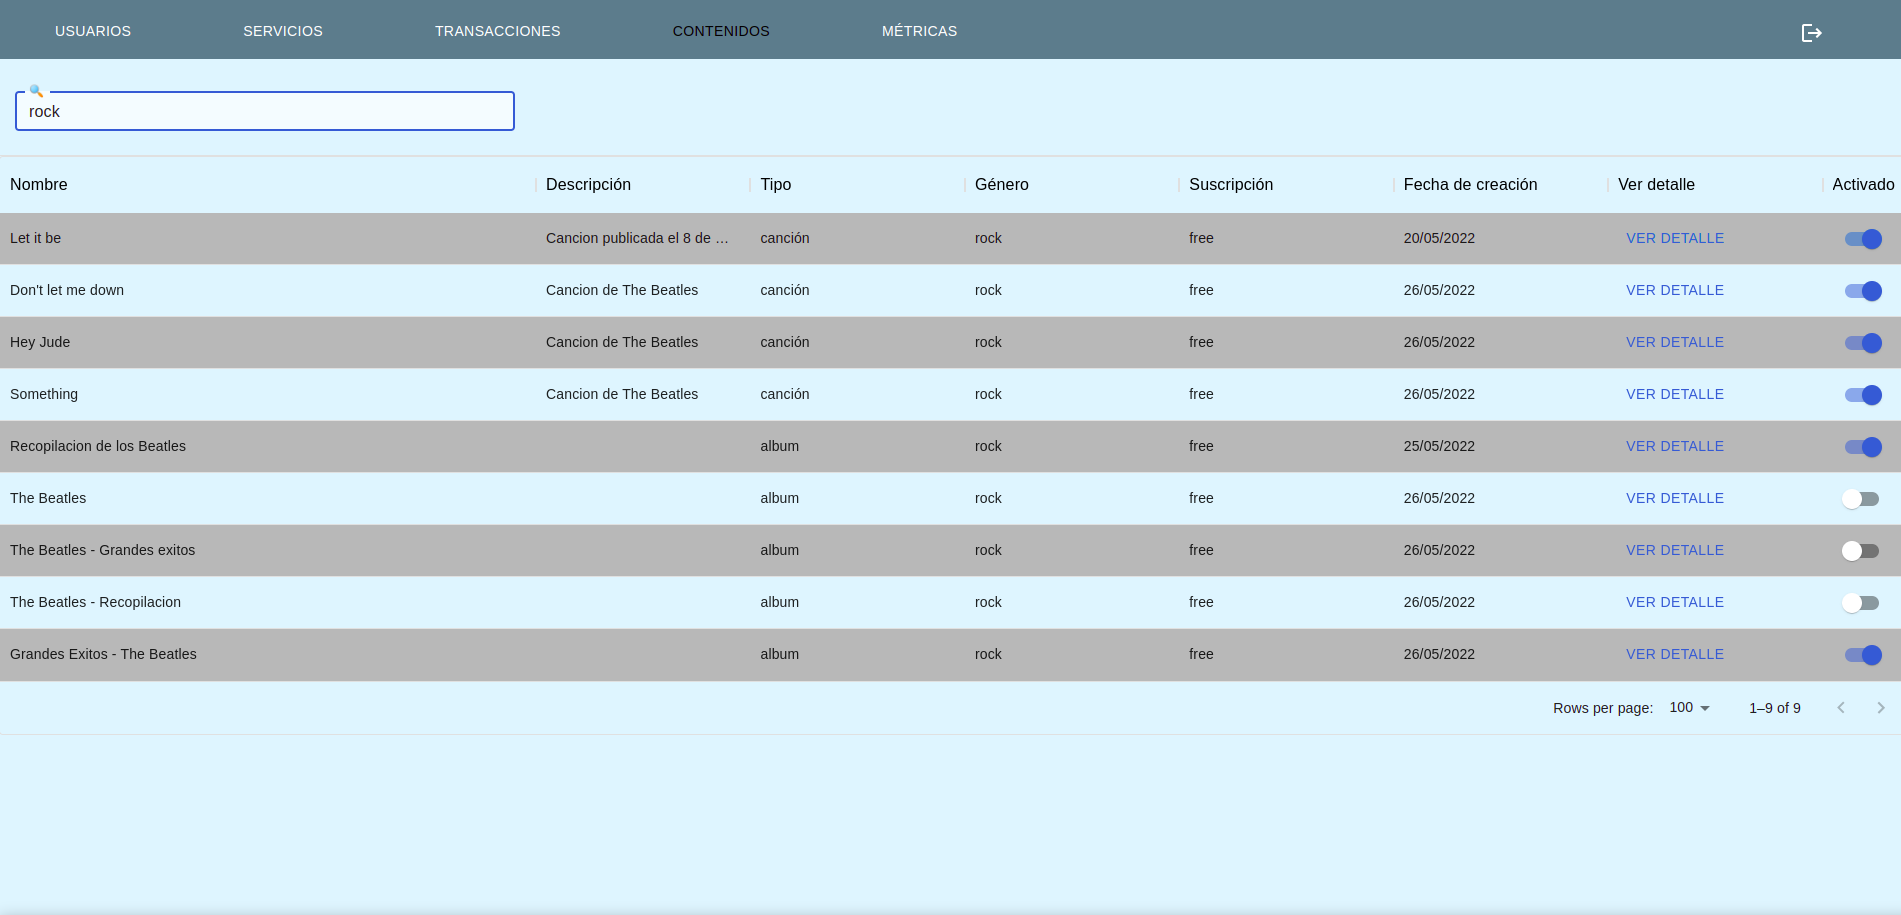 USUARIOS SERVICIOS TRANSACCIONES CONTENIDOS MÉTRICAS
rock
Nombre Descripción Tipo Género Suscripción Fecha de creación Ver detalle Activado
Let it be Cancion publicada el 8 de … canción rock free 20/05/2022 VER DETALLE
Don't let me down Cancion de The Beatles canción rock free 26/05/2022 VER DETALLE
Hey Jude Cancion de The Beatles canción rock free 26/05/2022 VER DETALLE
Something Cancion de The Beatles canción rock free 26/05/2022 VER DETALLE
Recopilacion de los Beatles album rock free 25/05/2022 VER DETALLE
The Beatles album rock free 26/05/2022 VER DETALLE
The Beatles - Grandes exitos album rock free 26/05/2022 VER DETALLE
The Beatles - Recopilacion album rock free 26/05/2022 VER DETALLE
Grandes Exitos - The Beatles album rock free 26/05/2022 VER DETALLE
Rows per page: 100 1–9 of 9